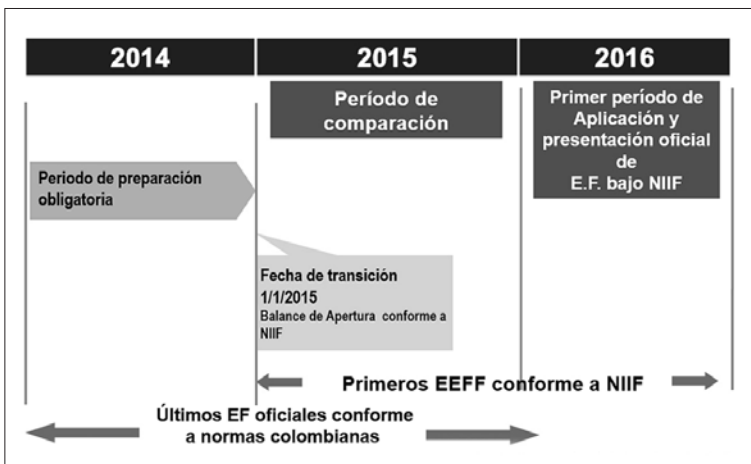 2014
2015
2016
Período de
comparación
Primer período de
Aplicación y
presentación oficial
de
E.F. bajo NIIF
Periodo de preparación
obligatoria
Fecha de transición
1/1/2015
Balance de Apertura conforme a
NIIF
Primeros EEFF conforme a NIIF
Últimos EF oficiales conforme
a normas colombianas